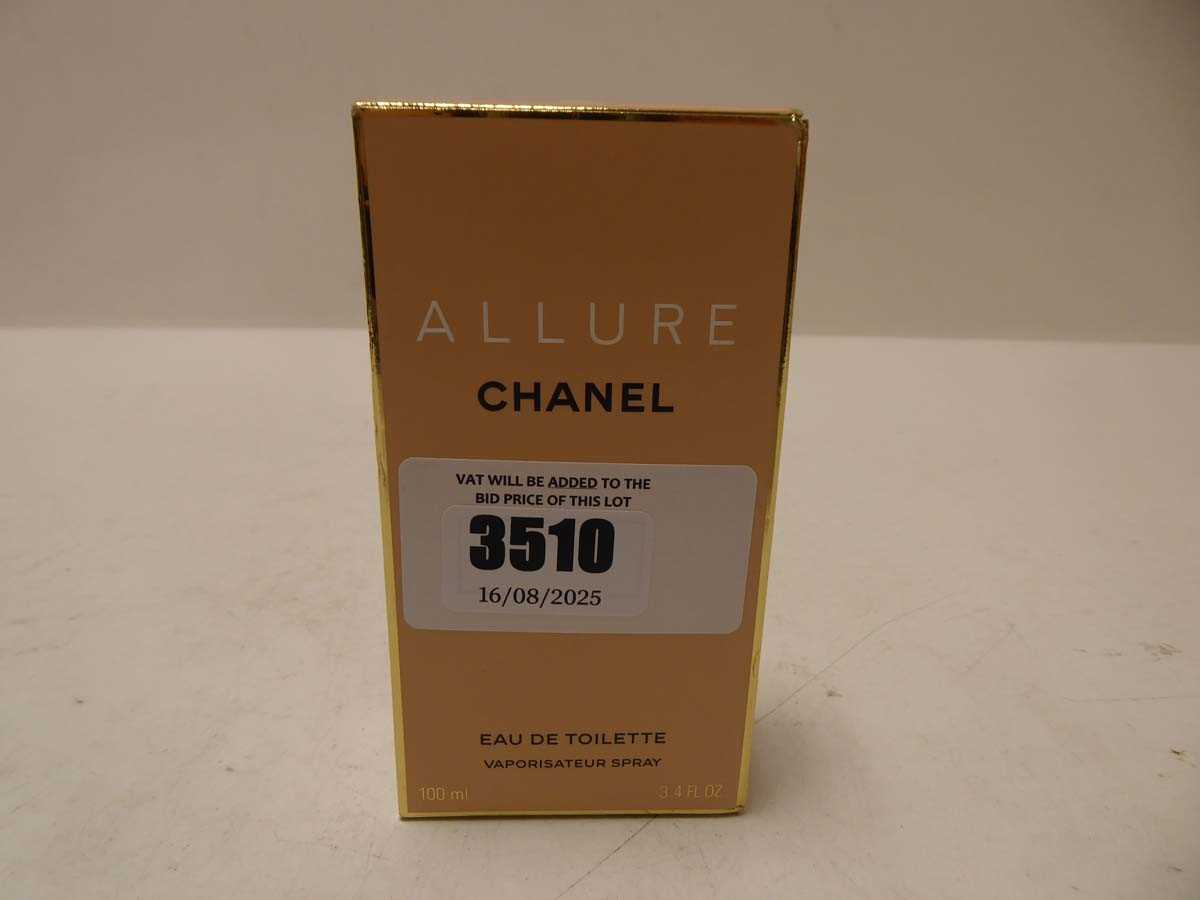 ALLURE
CHANEL
VAT WILL BE ADDED TO THE
BID PRICE OF THIS LOT
3510
16/08/2025
EAU DE TOILETTE
VAPORISATEUR SPRAY
100 ml 3.4 FL OZ